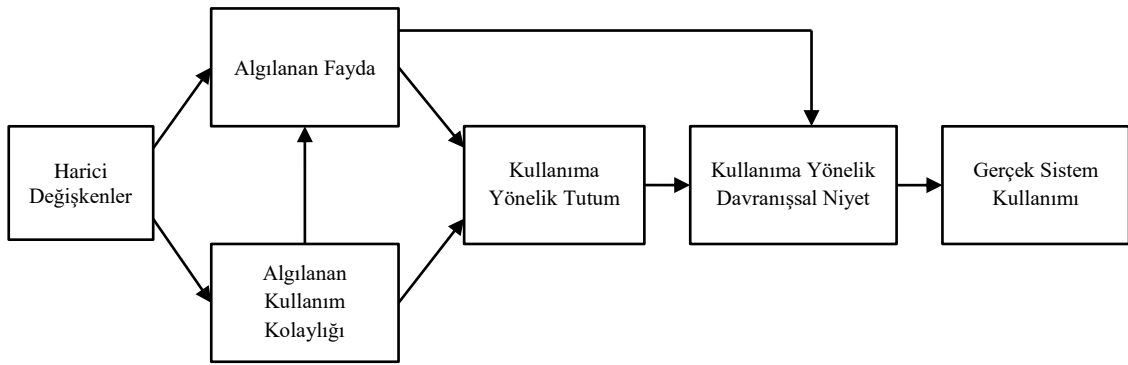 Algılanan Fayda
Harici
Değişkenler
Kullanıma
Yönelik Tutum
Kullanıma Yönelik
Davranışsal Niyet
Gerçek Sistem
Kullanımı
Algılanan
Kullanım
Kolaylığı